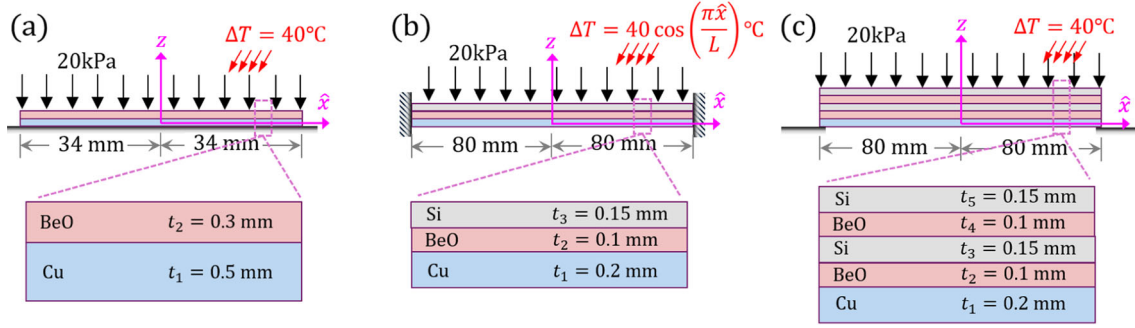 (a)
ΔT = 40°C
z
20kPa
x̂
34 mm
34 mm
BeO t₂ = 0.3 mm
Cu t₁ = 0.5 mm
(b)
ΔT = 40 cos(πx̂/L) °C
20kPa
z
x̂
80 mm
80 mm
Si t₃ = 0.15 mm
BeO t₂ = 0.1 mm
Cu t₁ = 0.2 mm
(c)
ΔT = 40°C
z
20kPa
x̂
80 mm
80 mm
Si t₅ = 0.15 mm
BeO t₄ = 0.1 mm
Si t₃ = 0.15 mm
BeO t₂ = 0.1 mm
Cu t₁ = 0.2 mm